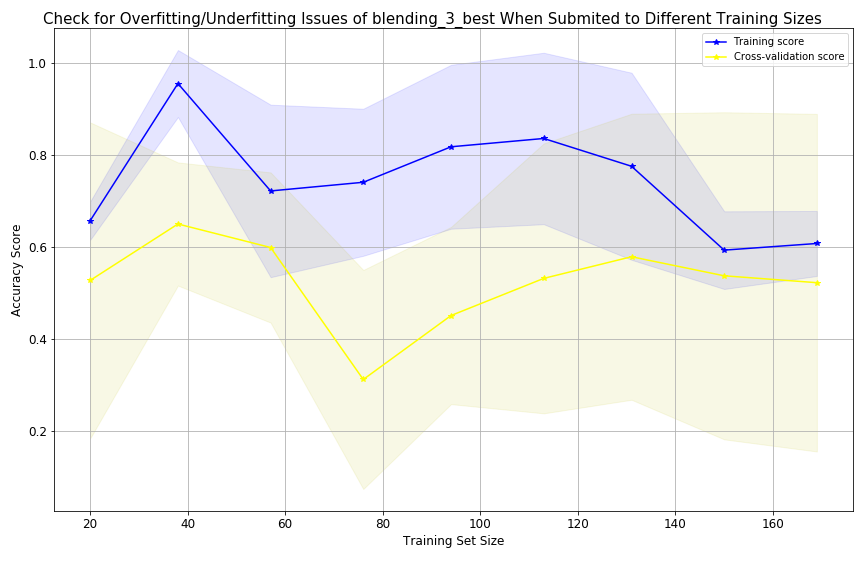 Check for Overfitting/Underfitting Issues of blending_3_best When Submited to Different Training Sizes
Training score
Cross-validation score
1.0
0.8
0.6
0.4
0.2
Accuracy Score
20 40 60 80 100 120 140 160
Training Set Size